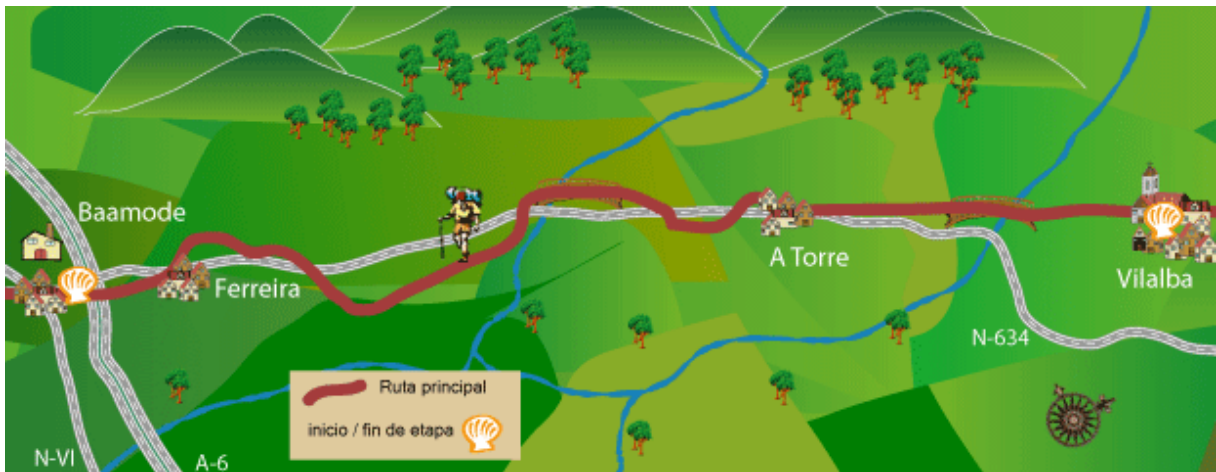 Baamode
Ferreira
A Torre
Vilalba
N-634
Ruta principal
inicio / fin de etapa
N-VI
A-6